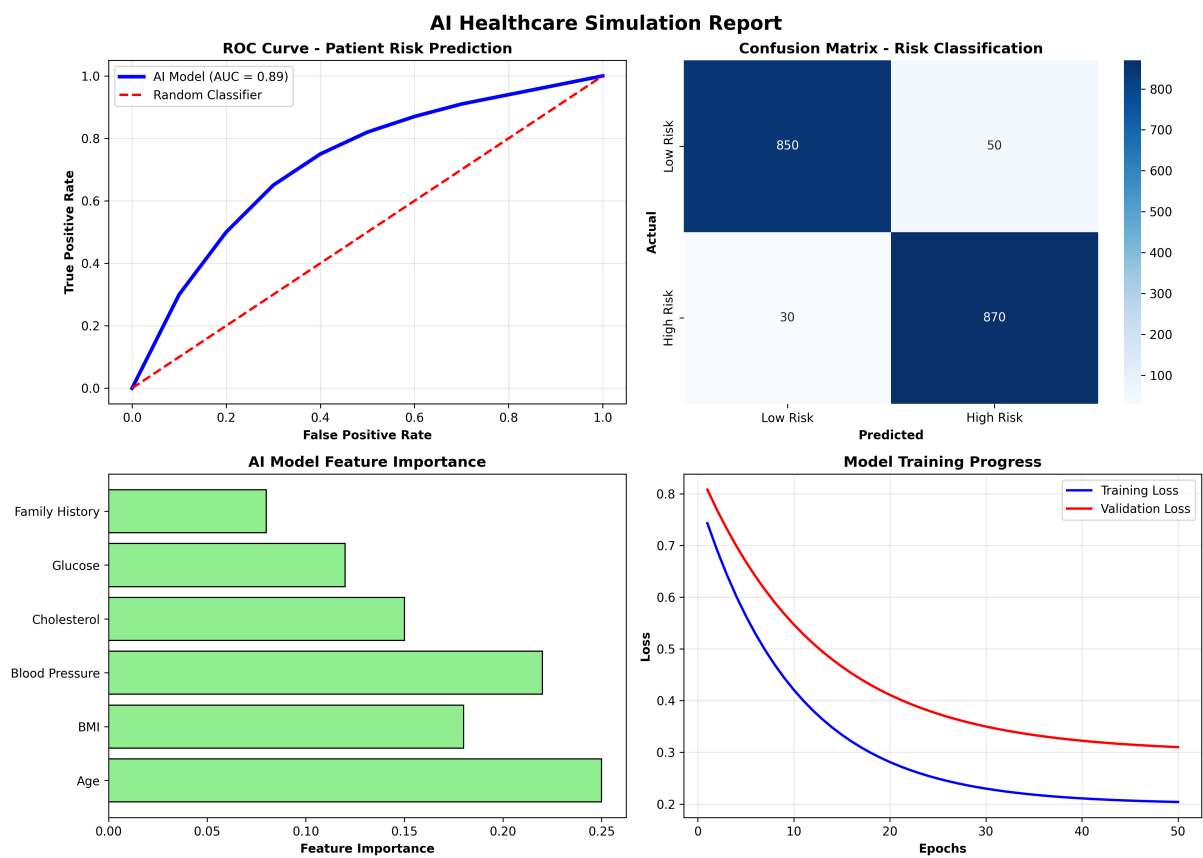 AI Healthcare Simulation Report
ROC Curve - Patient Risk Prediction
AI Model (AUC = 0.89)
Random Classifier
True Positive Rate
1.0
0.8
0.6
0.4
0.2
0.0
0.0 0.2 0.4 0.6 0.8 1.0
False Positive Rate
Confusion Matrix - Risk Classification
Actual
Low Risk
High Risk
850 50
30 870
Low Risk High Risk
Predicted
800
700
600
500
400
300
200
100
AI Model Feature Importance
Family History
Glucose
Cholesterol
Blood Pressure
BMI
Age
0.00 0.05 0.10 0.15 0.20 0.25
Feature Importance
Model Training Progress
Training Loss
Validation Loss
Loss
0.8
0.7
0.6
0.5
0.4
0.3
0.2
0 10 20 30 40 50
Epochs